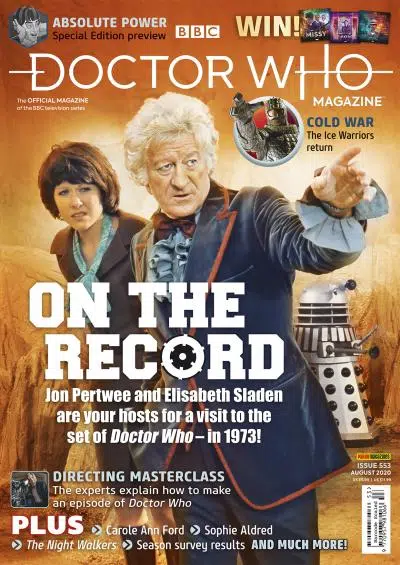 ABSOLUTE POWER
Special Edition preview
BBC
WIN!
MISSY
DOCTOR WHO
MAGAZINE
The OFFICIAL MAGAZINE
of the BBC television series
COLD WAR
The Ice Warriors
return
ON THE
RECORD
Jon Pertwee and Elisabeth Sladen
are your hosts for a visit to the
set of Doctor Who – in 1973!
ISSUE 553
AUGUST 2020
DIRECTING MASTERCLASS
The experts explain how to make
an episode of Doctor Who
PLUS
Carole Ann Ford
Sophie Aldred
The Night Walkers
Season survey results
AND MUCH MORE!